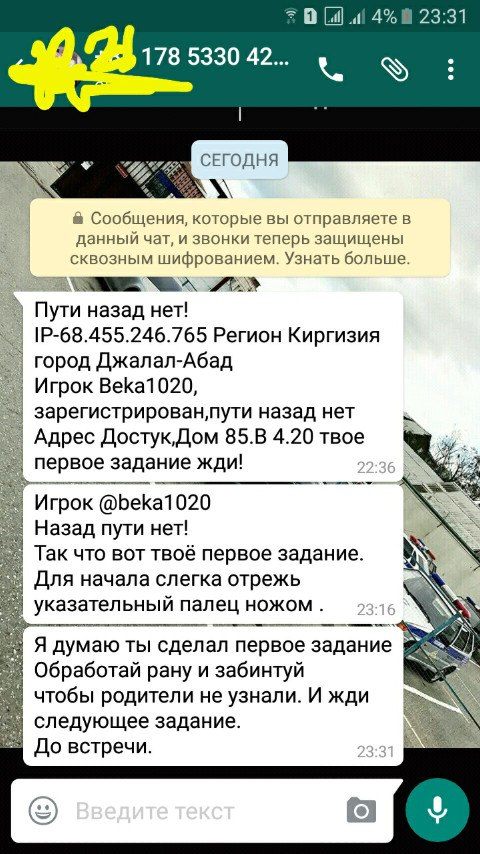 1 4% 23:31
178 5330 42...
СЕГОДНЯ
Сообщения, которые вы отправляете в
данный чат, и звонки теперь защищены
сквозным шифрованием. Узнать больше.
Пути назад нет!
IP-68.455.246.765 Регион Киргизия
город Джалал-Абад
Игрок Beka1020,
зарегистрирован,пути назад нет
Адрес Достук,Дом 85.В 4.20 твое
первое задание жди!
22:36
Игрок @beka1020
Назад пути нет!
Так что вот твоё первое задание.
Для начала слегка отрежь
указательный палец ножом .
23:16
Я думаю ты сделал первое задание
Обработай рану и забинтуй
чтобы родители не узнали. И жди
следующее задание.
До встречи.
23:31
Введите текст